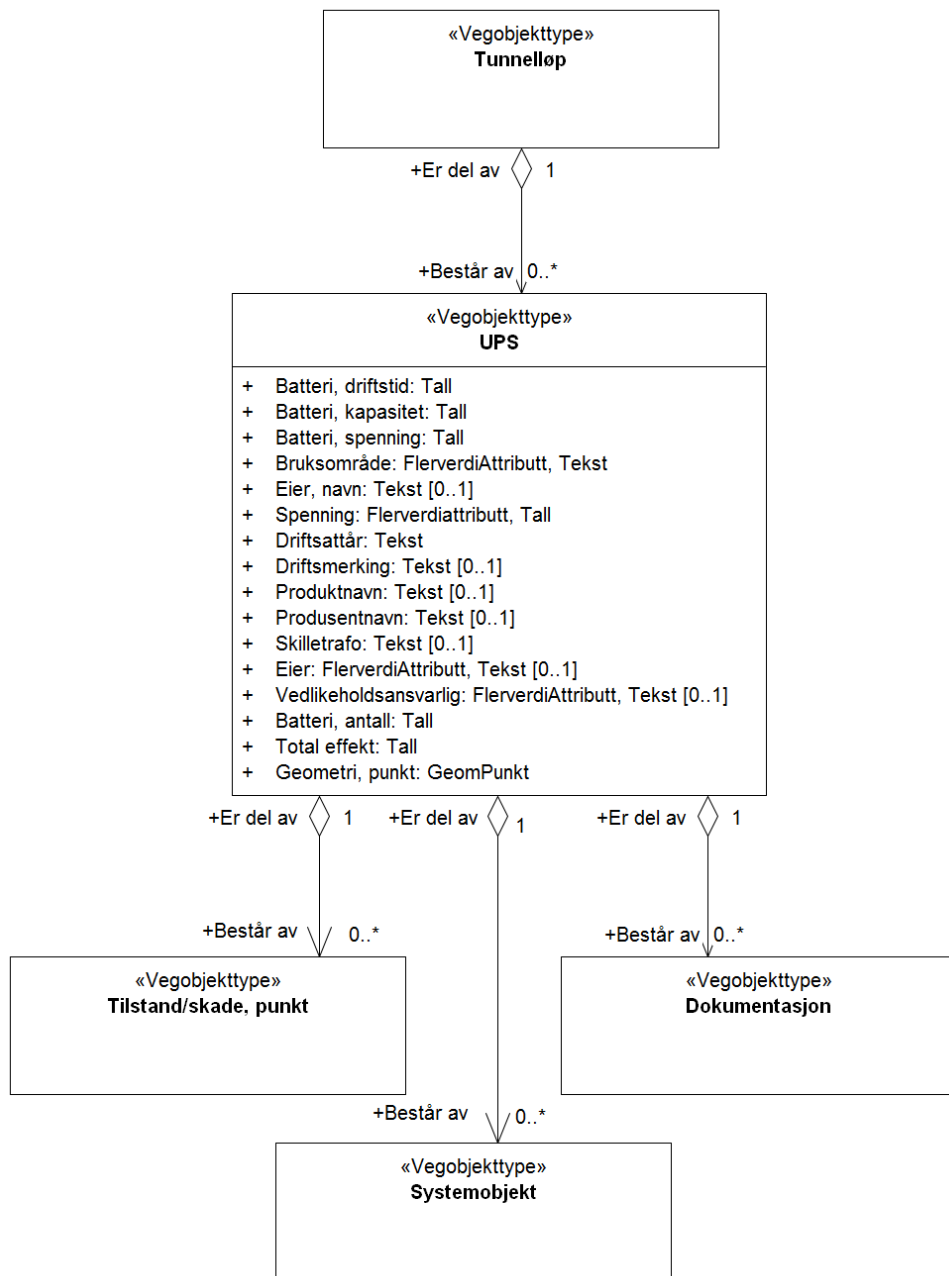 «Vegobjekttype»
Tunnelløp
+Er del av 1
+Består av 0..*
«Vegobjekttype»
UPS
+ Batteri, driftstid: Tall
+ Batteri, kapasitet: Tall
+ Batteri, spenning: Tall
+ Bruksområde: FlerverdiAttributt, Tekst
+ Eier, navn: Tekst [0..1]
+ Spenning: Flerverdiattributt, Tall
+ Driftsattår: Tekst
+ Driftsmerking: Tekst [0..1]
+ Produktnavn: Tekst [0..1]
+ Produsentnavn: Tekst [0..1]
+ Skilletrafo: Tekst [0..1]
+ Eier: FlerverdiAttributt, Tekst [0..1]
+ Vedlikeholdsansvarlig: FlerverdiAttributt, Tekst [0..1]
+ Batteri, antall: Tall
+ Total effekt: Tall
+ Geometri, punkt: GeomPunkt
+Er del av 1 +Er del av 1 +Er del av 1
+Består av 0..* +Består av 0..*
«Vegobjekttype» «Vegobjekttype»
Tilstand/skade, punkt Dokumentasjon
+Består av 0..*
«Vegobjekttype»
Systemobjekt